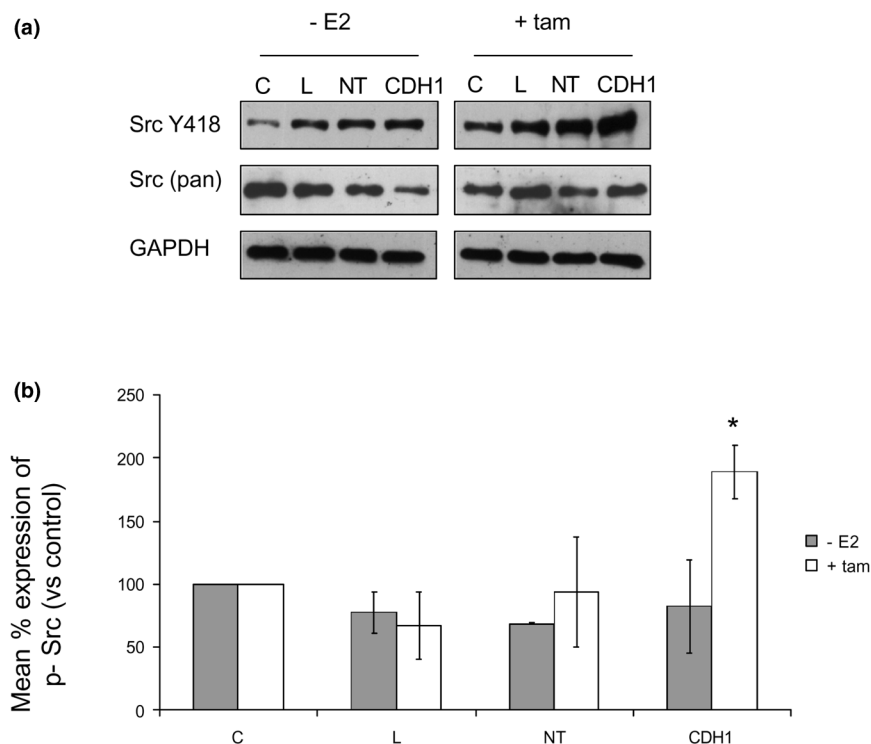 (a)
- E2
+ tam
C L NT CDH1
C L NT CDH1
Src Y418
Src (pan)
GAPDH
(b)
Mean % expression of
p- Src (vs control)
250
200
150
100
50
0
*
- E2
+ tam
C L NT CDH1